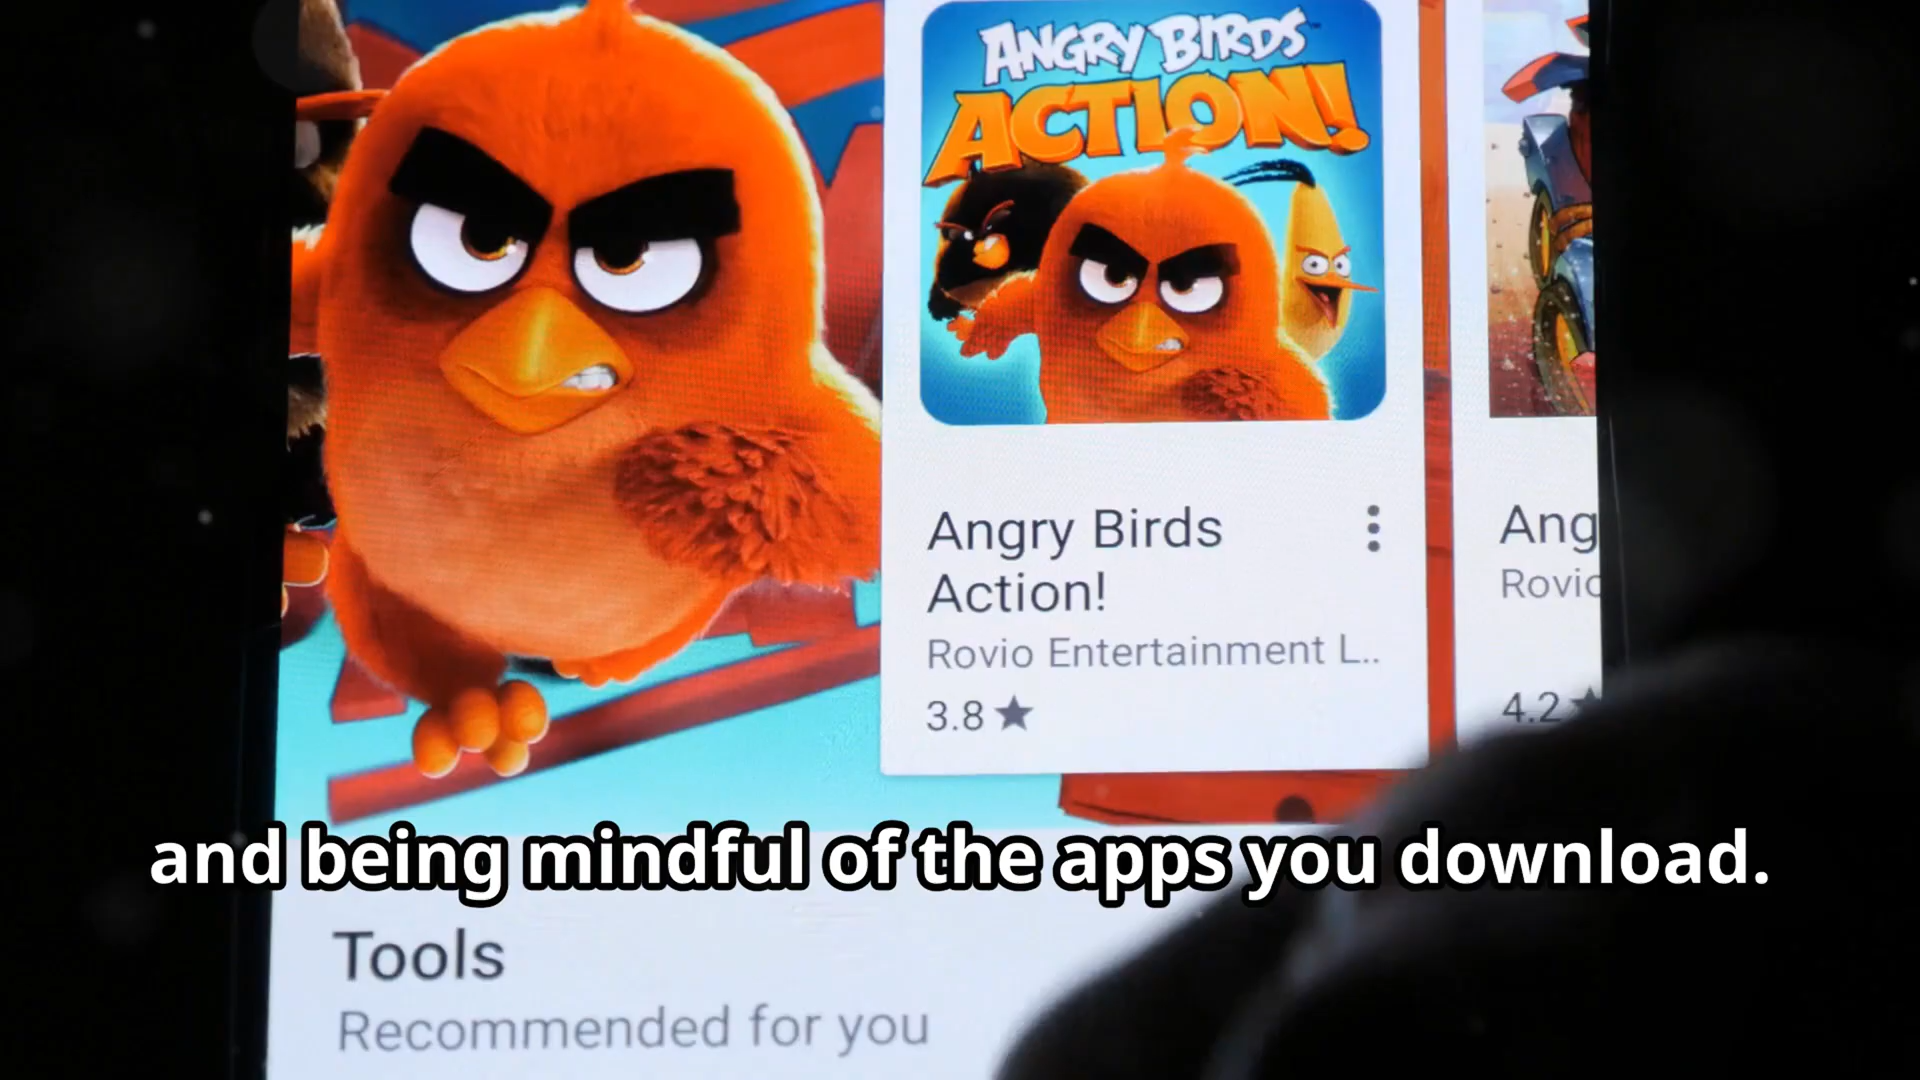 ANGRY BIRDS™
ACTION!
Angry Birds
Action!
Rovio Entertainment L..
3.8★
Ang
Rovio
4.2★
and being mindful of the apps you download.
Tools
Recommended for you